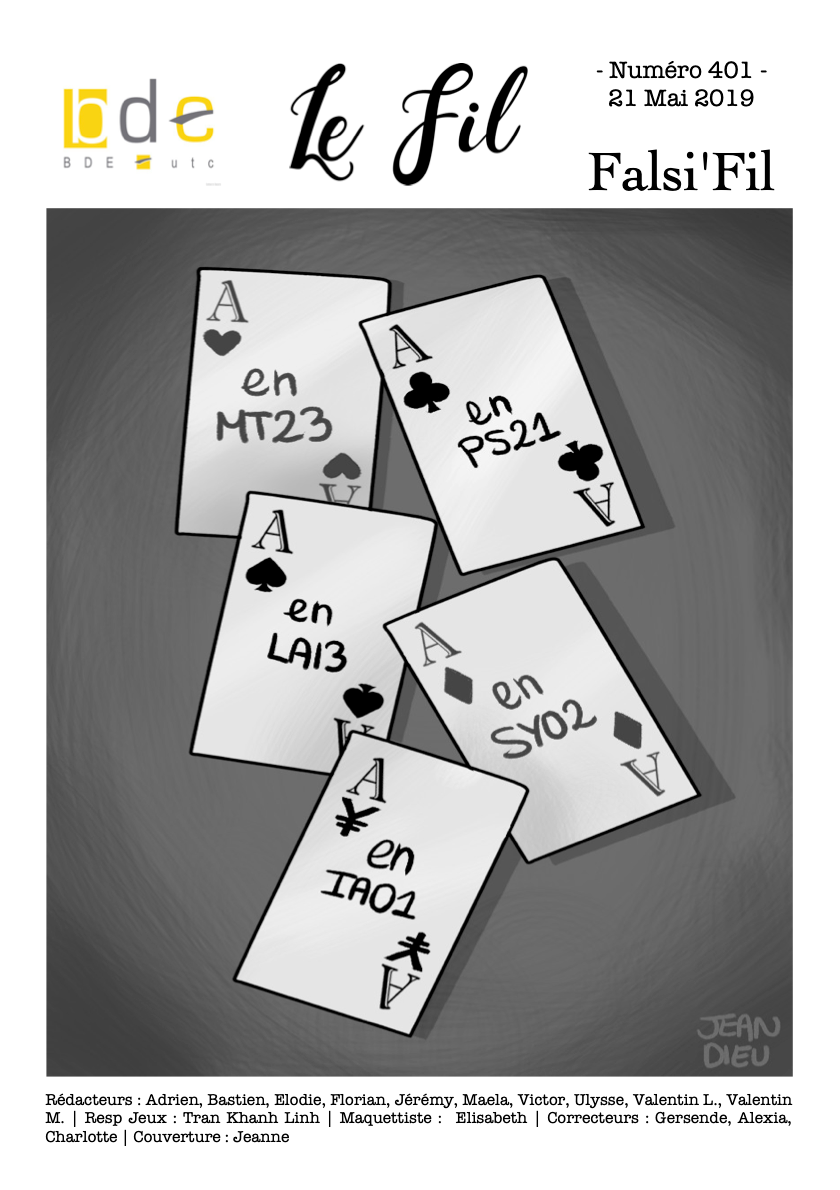 bde
BDE utc
Le Fil
- Numéro 401 -
21 Mai 2019
Falsi'Fil
A
en
MT23
A
A
en
PS21
A
A
en
LA13
A
A
en
SY02
A
A
¥
en
IA01
¥
A
JEAN
DIEU
Rédacteurs : Adrien, Bastien, Elodie, Florian, Jérémy, Maela, Victor, Ulysse, Valentin L., Valentin
M. | Resp Jeux : Tran Khanh Linh | Maquettiste : Elisabeth | Correcteurs : Gersende, Alexia,
Charlotte | Couverture : Jeanne